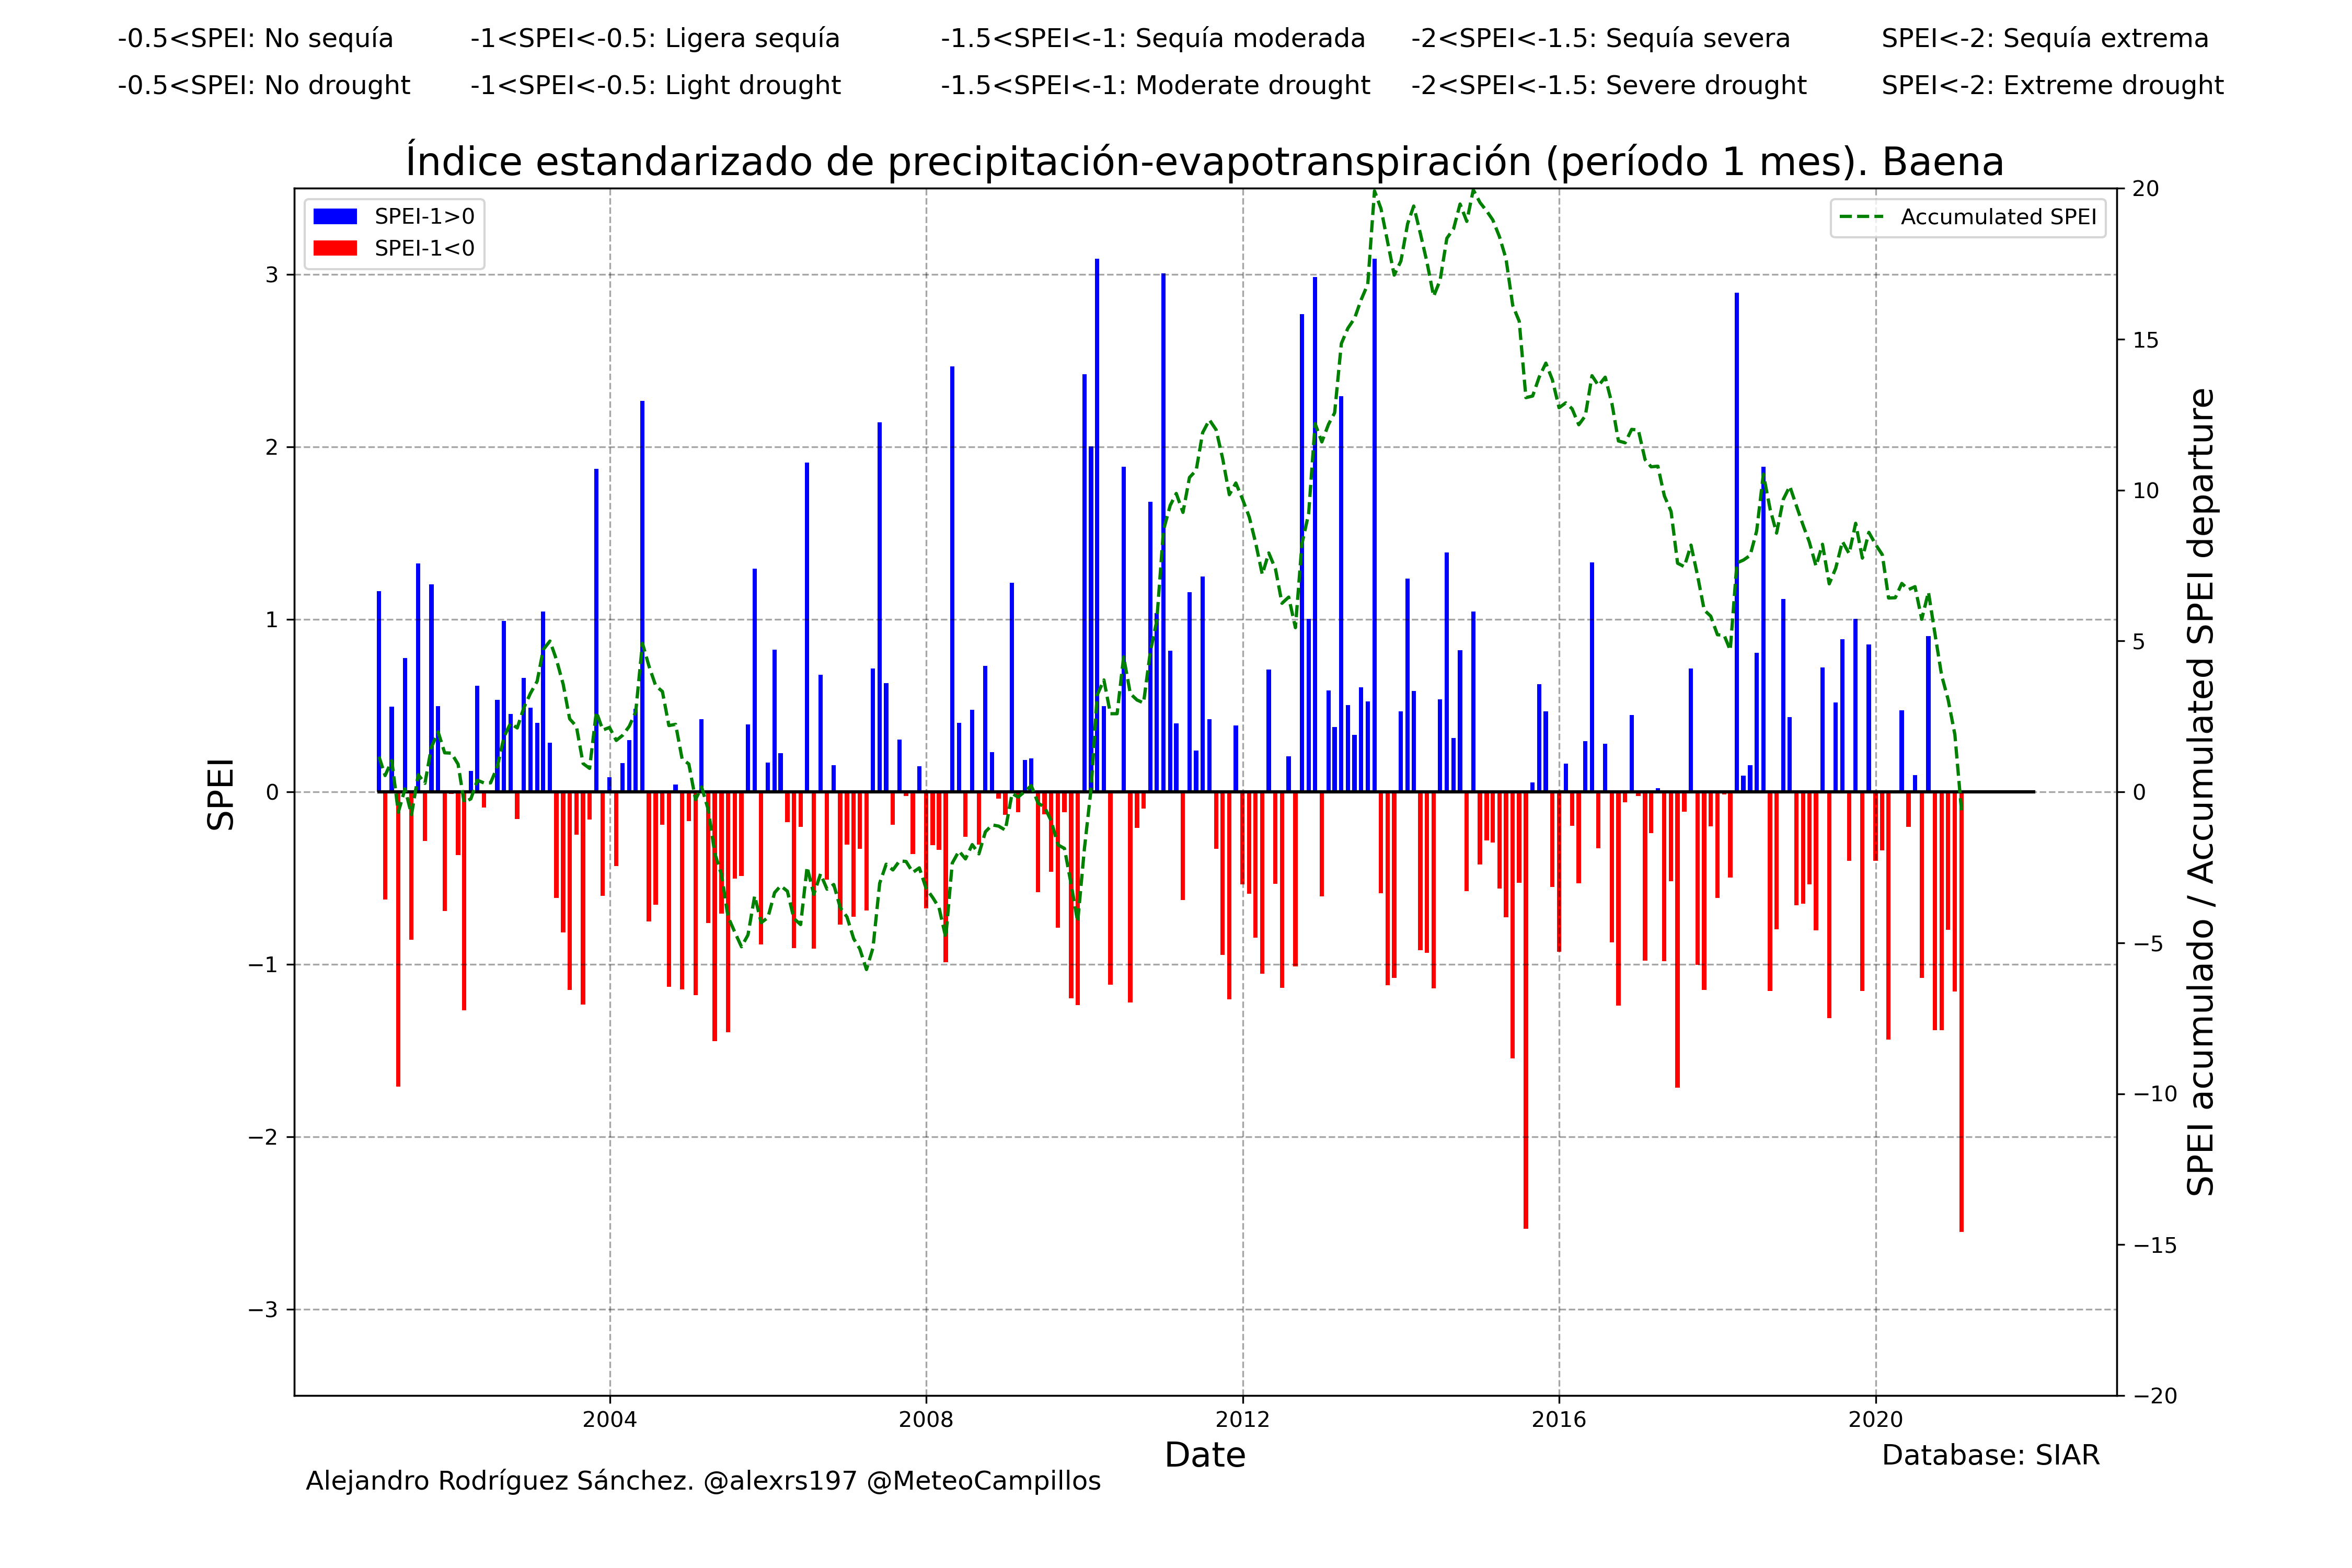 -0.5<SPEI: No sequía -1<SPEI<-0.5: Ligera sequía -1.5<SPEI<-1: Sequía moderada -2<SPEI<-1.5: Sequía severa SPEI<-2: Sequía extrema
-0.5<SPEI: No drought -1<SPEI<-0.5: Light drought -1.5<SPEI<-1: Moderate drought -2<SPEI<-1.5: Severe drought SPEI<-2: Extreme drought
Índice estandarizado de precipitación-evapotranspiración (período 1 mes). Baena
SPEI-1>0
SPEI-1<0
Accumulated SPEI
SPEI
3
2
1
0
−1
−2
−3
20
15
10
5
0
−5
−10
−15
−20
SPEI acumulado / Accumulated SPEI departure
2004 2008 2012 2016 2020
Date
Database: SIAR
Alejandro Rodríguez Sánchez. @alexrs197 @MeteoCampillos